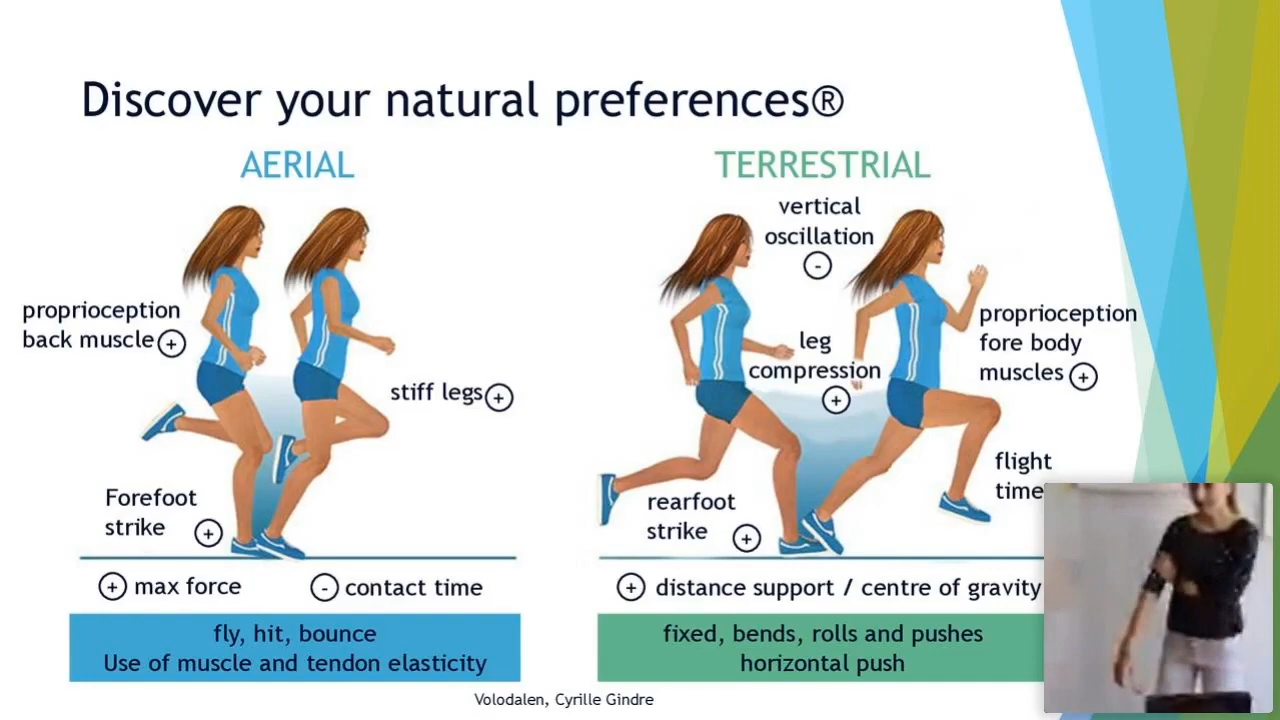 Discover your natural preferences®
AERIAL
proprioception
back muscle +
stiff legs +
Forefoot
strike +
+ max force
- contact time
fly, hit, bounce
Use of muscle and tendon elasticity
TERRESTRIAL
vertical
oscillation
-
leg
compression
+
proprioception
fore body
muscles +
flight
time
rearfoot
strike +
+ distance support / centre of gravity
fixed, bends, rolls and pushes
horizontal push
Volodalen, Cyrille Gindre